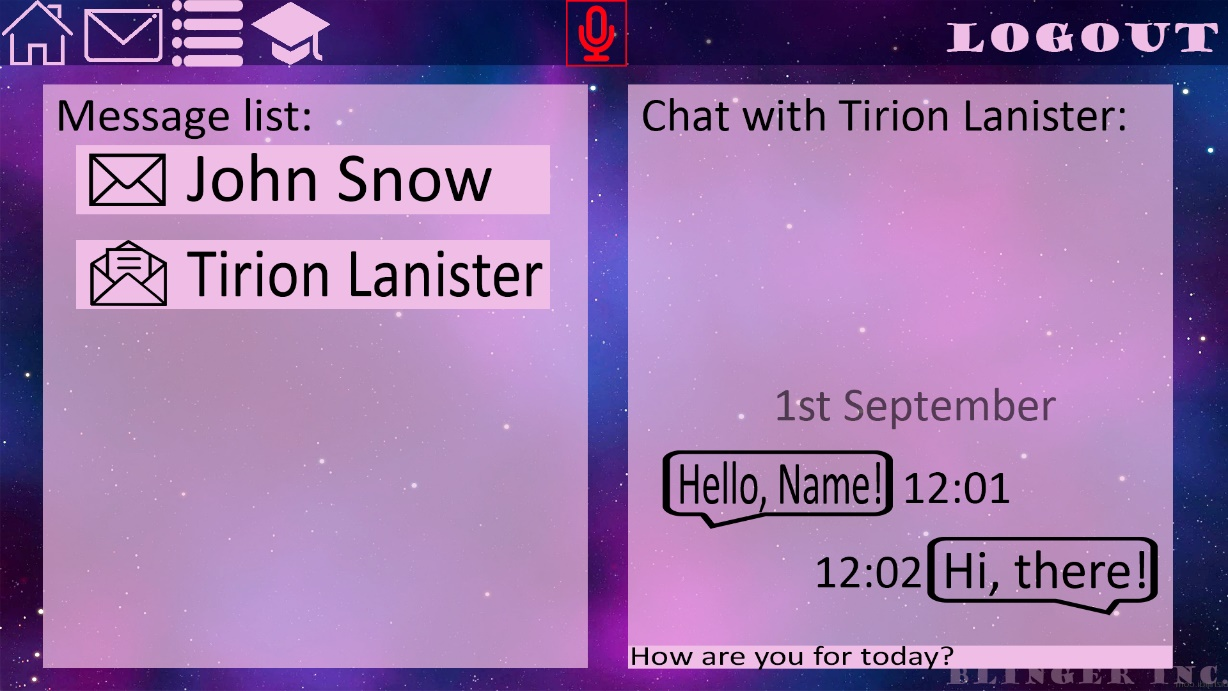 LOGOUT
Message list:
John Snow
Tirion Lanister
Chat with Tirion Lanister:
1st September
Hello, Name! 12:01
12:02 Hi, there!
How are you for today?
BLINGER INC.